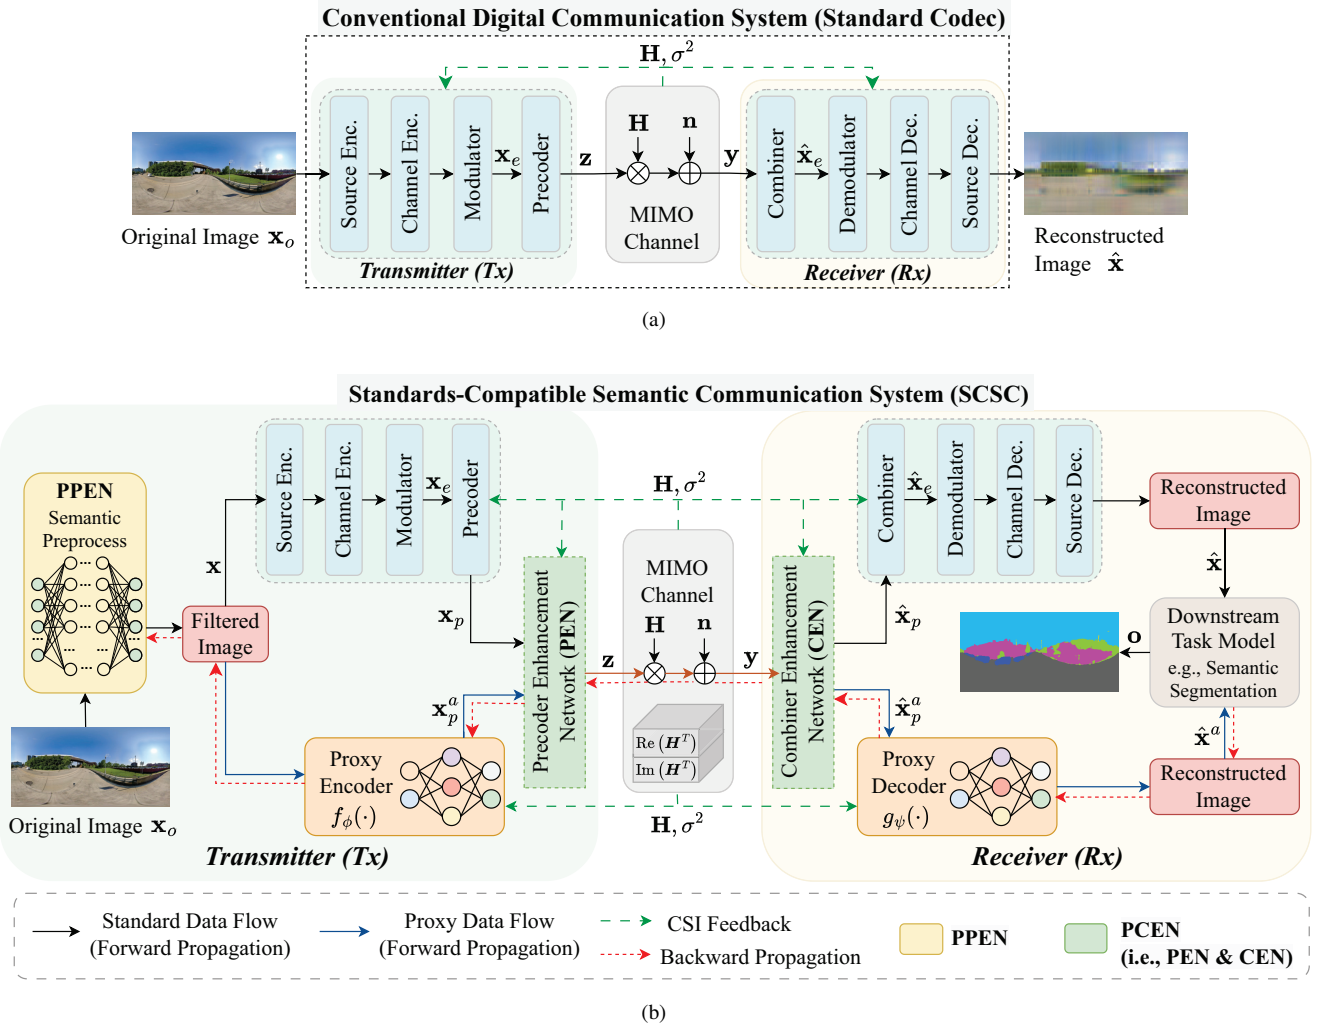 Conventional Digital Communication System (Standard Codec)
H, σ²
Source Enc.
Channel Enc.
Modulator
x_e
Precoder
z
H
n
MIMO
Channel
y
Combiner
x̂_e
Demodulator
Channel Dec.
Source Dec.
Original Image x_o
Transmitter (Tx)
Receiver (Rx)
Reconstructed
Image x̂
(a)
Standards-Compatible Semantic Communication System (SCSC)
PPEN
Semantic
Preprocess
x
Source Enc.
Channel Enc.
Modulator
x_e
Precoder
H, σ²
Combiner
x̂_e
Demodulator
Channel Dec.
Source Dec.
Reconstructed
Image
x̂
Filtered
Image
x_p
Precoder Enhancement
Network (PEN)
z
MIMO
Channel
H
n
y
Combiner Enhancement
Network (CEN)
x̂_p
Downstream
Task Model
e.g., Semantic
Segmentation
o
x_p^a
Re (H^T)
Im (H^T)
x̂_p^a
x̂^a
Proxy
Encoder
f_ϕ(·)
H, σ²
Proxy
Decoder
g_ψ(·)
Reconstructed
Image
Original Image x_o
Transmitter (Tx)
Receiver (Rx)
Standard Data Flow
(Forward Propagation)
Proxy Data Flow
(Forward Propagation)
CSI Feedback
Backward Propagation
PPEN
PCEN
(i.e., PEN & CEN)
(b)